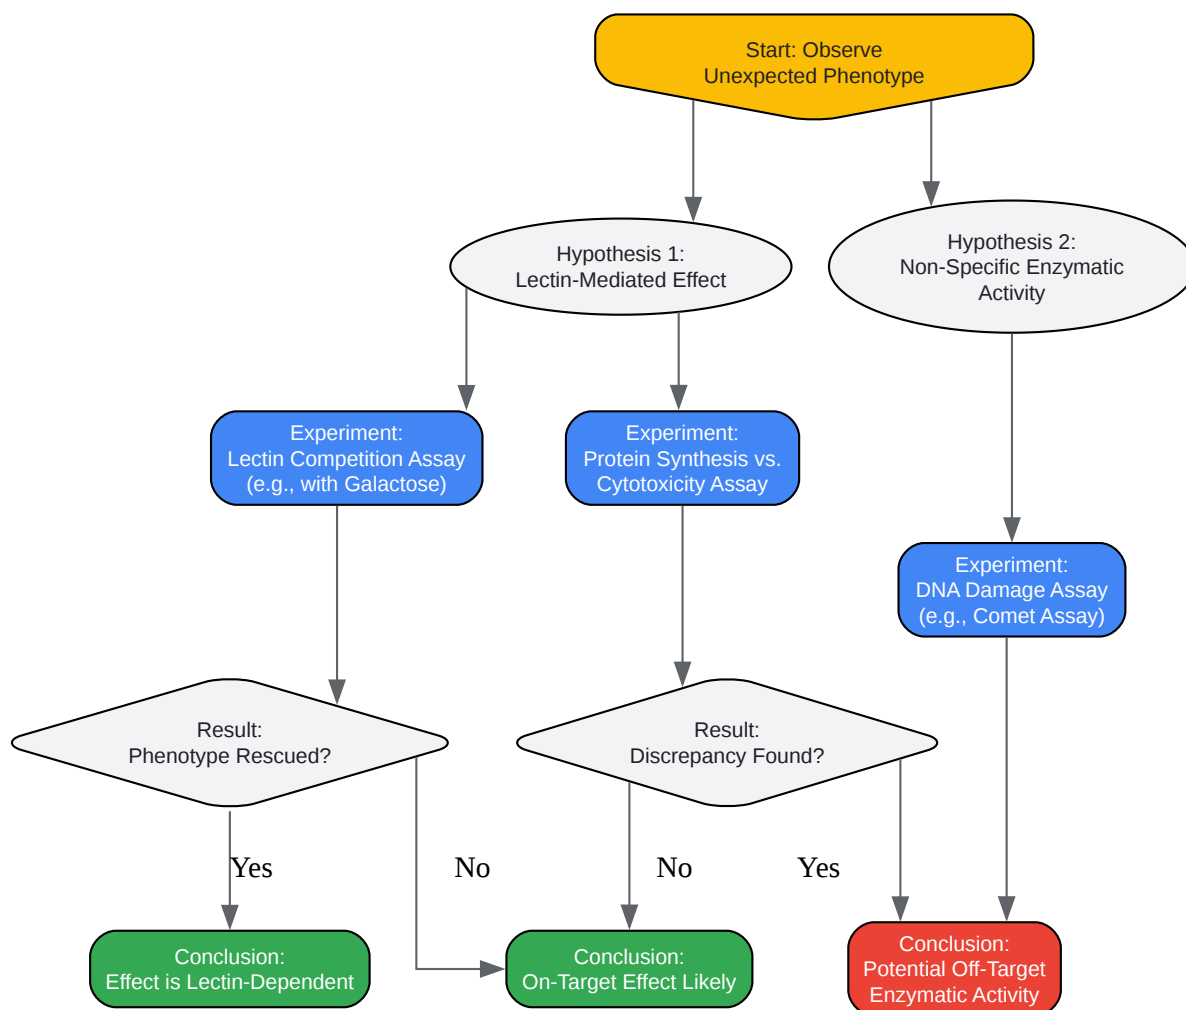 Start: Observe
Unexpected Phenotype
Hypothesis 1:
Lectin-Mediated Effect
Hypothesis 2:
Non-Specific Enzymatic
Activity
Experiment:
Lectin Competition Assay
(e.g., with Galactose)
Experiment:
Protein Synthesis vs.
Cytotoxicity Assay
Experiment:
DNA Damage Assay
(e.g., Comet Assay)
Result:
Phenotype Rescued?
Result:
Discrepancy Found?
Yes
No
No
Yes
Conclusion:
Effect is Lectin-Dependent
Conclusion:
On-Target Effect Likely
Conclusion:
Potential Off-Target
Enzymatic Activity